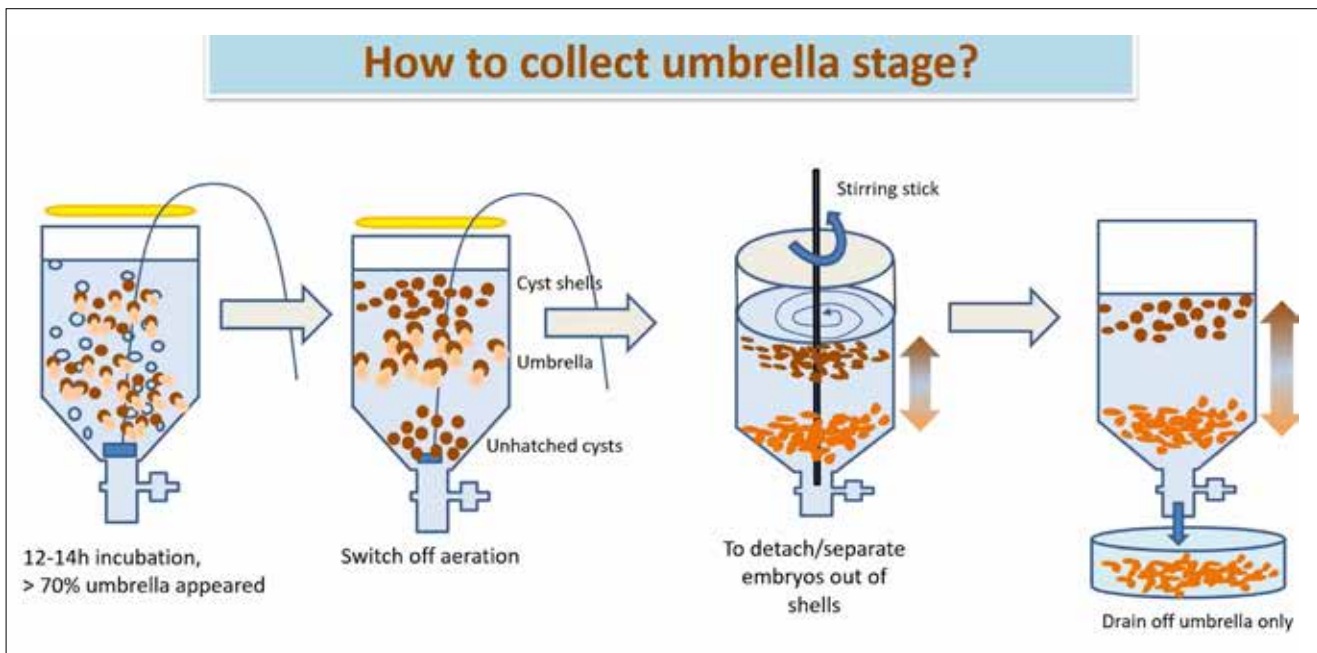 How to collect umbrella stage?
Stirring stick
Cyst shells
Umbrella
Unhatched cysts
12-14h incubation,
> 70% umbrella appeared
Switch off aeration
To detach/separate
embryos out of
shells
Drain off umbrella only